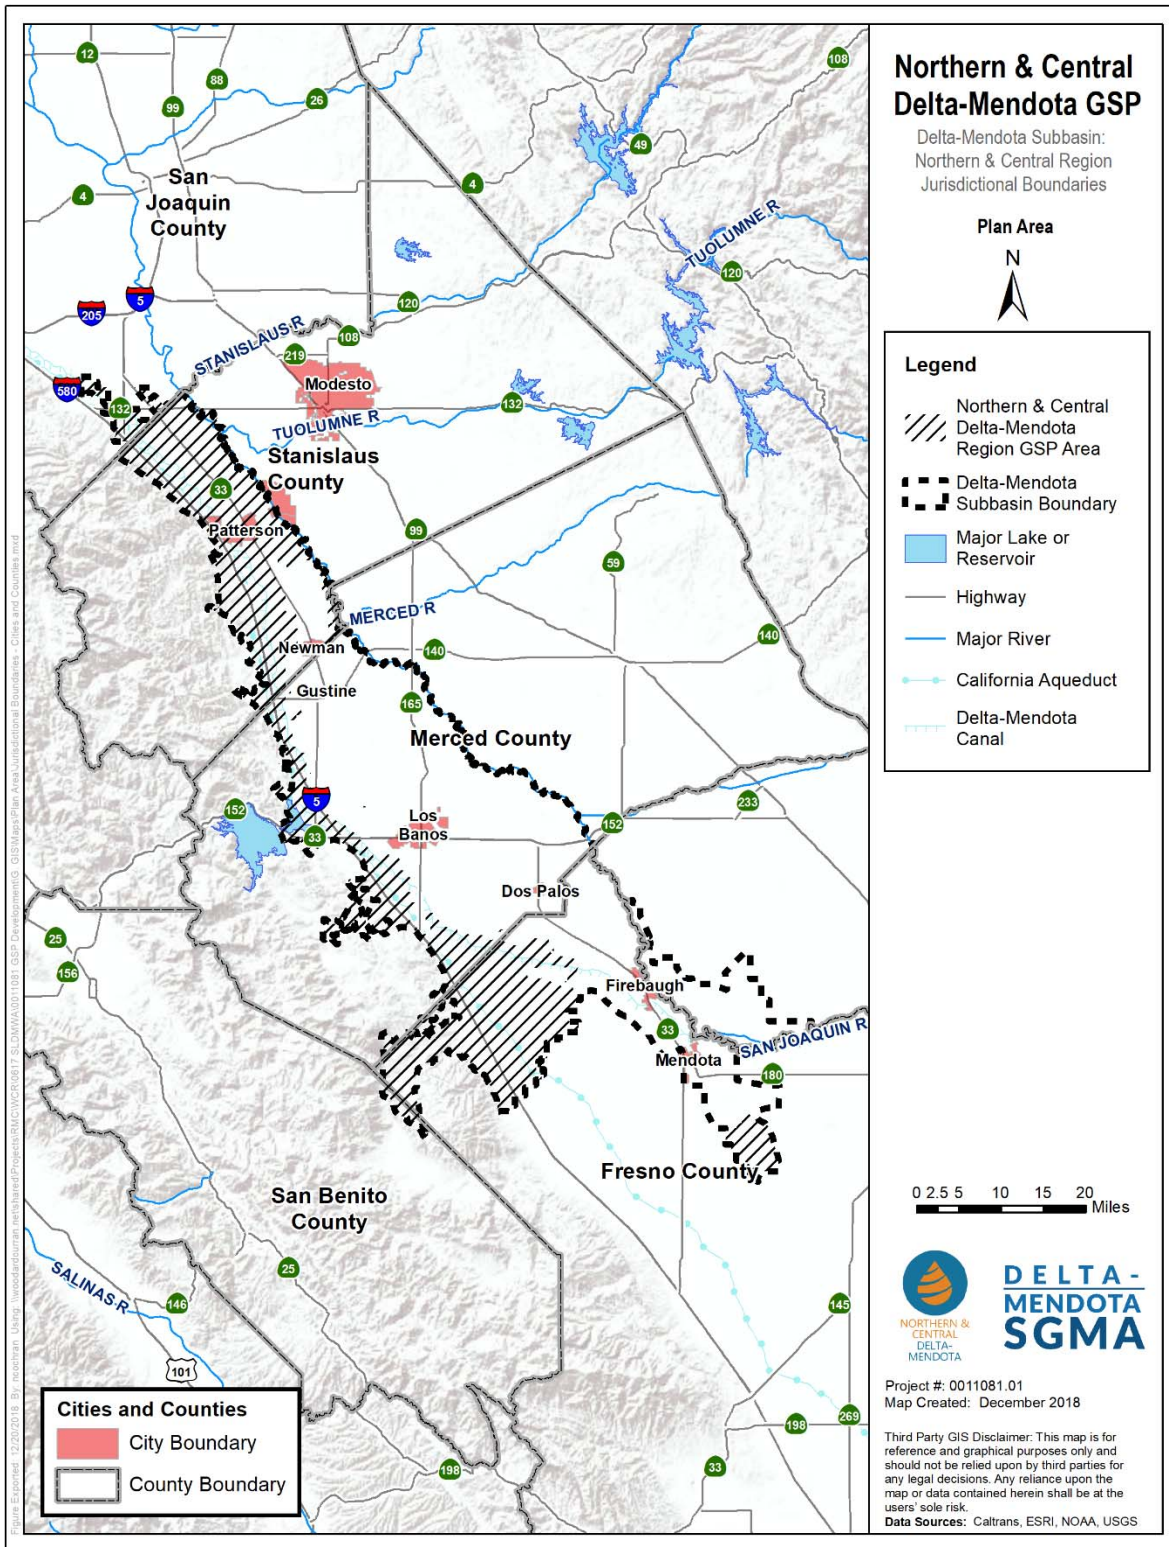 Northern & Central
Delta-Mendota GSP
Delta-Mendota Subbasin:
Northern & Central Region
Jurisdictional Boundaries
Plan Area
N
Legend
Northern & Central
Delta-Mendota
Region GSP Area
Delta-Mendota
Subbasin Boundary
Major Lake or
Reservoir
Highway
Major River
California Aqueduct
Delta-Mendota
Canal
0 2.5 5 10 15 20
Miles
NORTHERN &
CENTRAL
DELTA-
MENDOTA
DELTA-
MENDOTA
SGMA
Project #: 0011081.01
Map Created: December 2018
Third Party GIS Disclaimer: This map is for
reference and graphical purposes only and
should not be relied upon by third parties for
any legal decisions. Any reliance upon the
map or data contained herein shall be at the
users' sole risk.
Data Sources: Caltrans, ESRI, NOAA, USGS
12
88
99
26
108
49
4
4
San
Joaquin
County
TUOLUMNE R
120
5
205
120
STANISLAUS R
108
219
Modesto
580
132
132
TUOLUMNE R
Stanislaus
County
33
Patterson
99
59
MERCED R
140
140
Newman
Gustine
165
Merced County
5
152
33
Los
Banos
152
233
Dos Palos
25
156
Firebaugh
33
SAN JOAQUIN R
Mendota
180
Fresno County
San Benito
County
25
SALINAS R
146
101
145
269
198
198
33
Cities and Counties
City Boundary
County Boundary